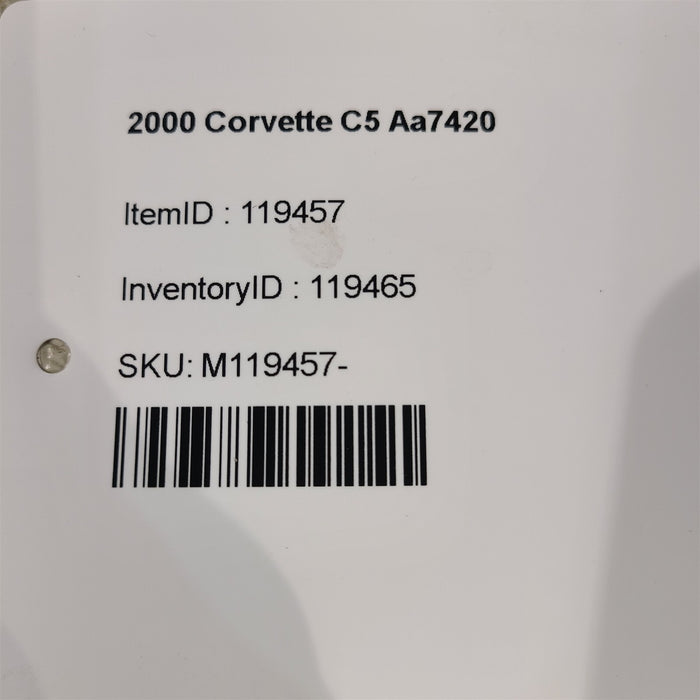 2000 Corvette C5 Aa7420
ItemID : 119457
InventoryID : 119465
SKU: M119457-